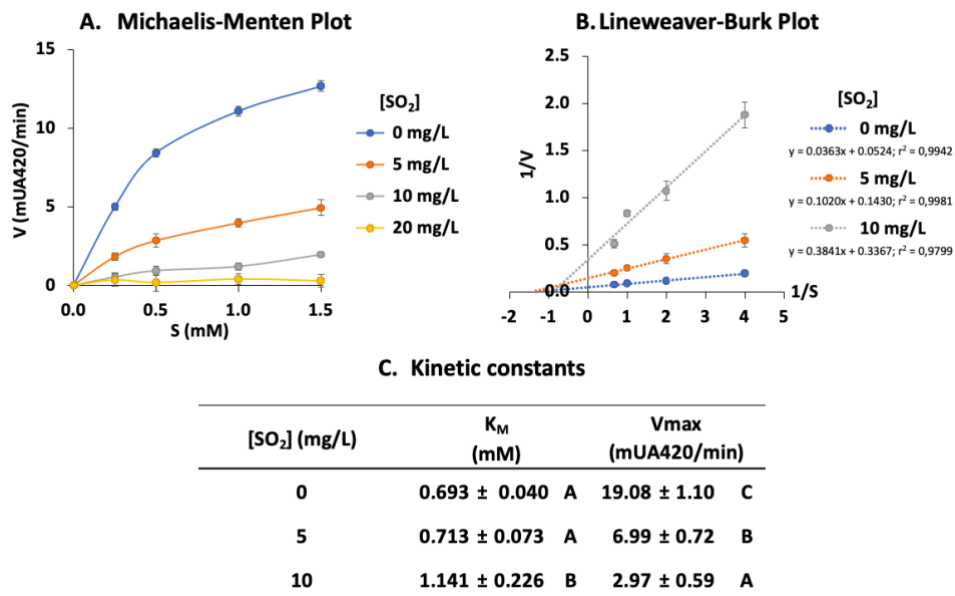 A. Michaelis-Menten Plot
V (mUA420/min)
15
10
5
0
0.0 0.5 1.0 1.5
S (mM)
[SO2]
0 mg/L
5 mg/L
10 mg/L
20 mg/L
B. Lineweaver-Burk Plot
1/V
2.5
2.0
1.5
1.0
0.5
0.0
-2 -1 0 1 2 3 4 5
1/S
[SO2]
0 mg/L
y = 0.0363x + 0.0524; r2 = 0,9942
5 mg/L
y = 0.1020x + 0.1430; r2 = 0,9981
10 mg/L
y = 0.3841x + 0.3367; r2 = 0,9799
C. Kinetic constants
[SO2] (mg/L) KM (mM) Vmax (mUA420/min)
0 0.693 ± 0.040 A 19.08 ± 1.10 C
5 0.713 ± 0.073 A 6.99 ± 0.72 B
10 1.141 ± 0.226 B 2.97 ± 0.59 A